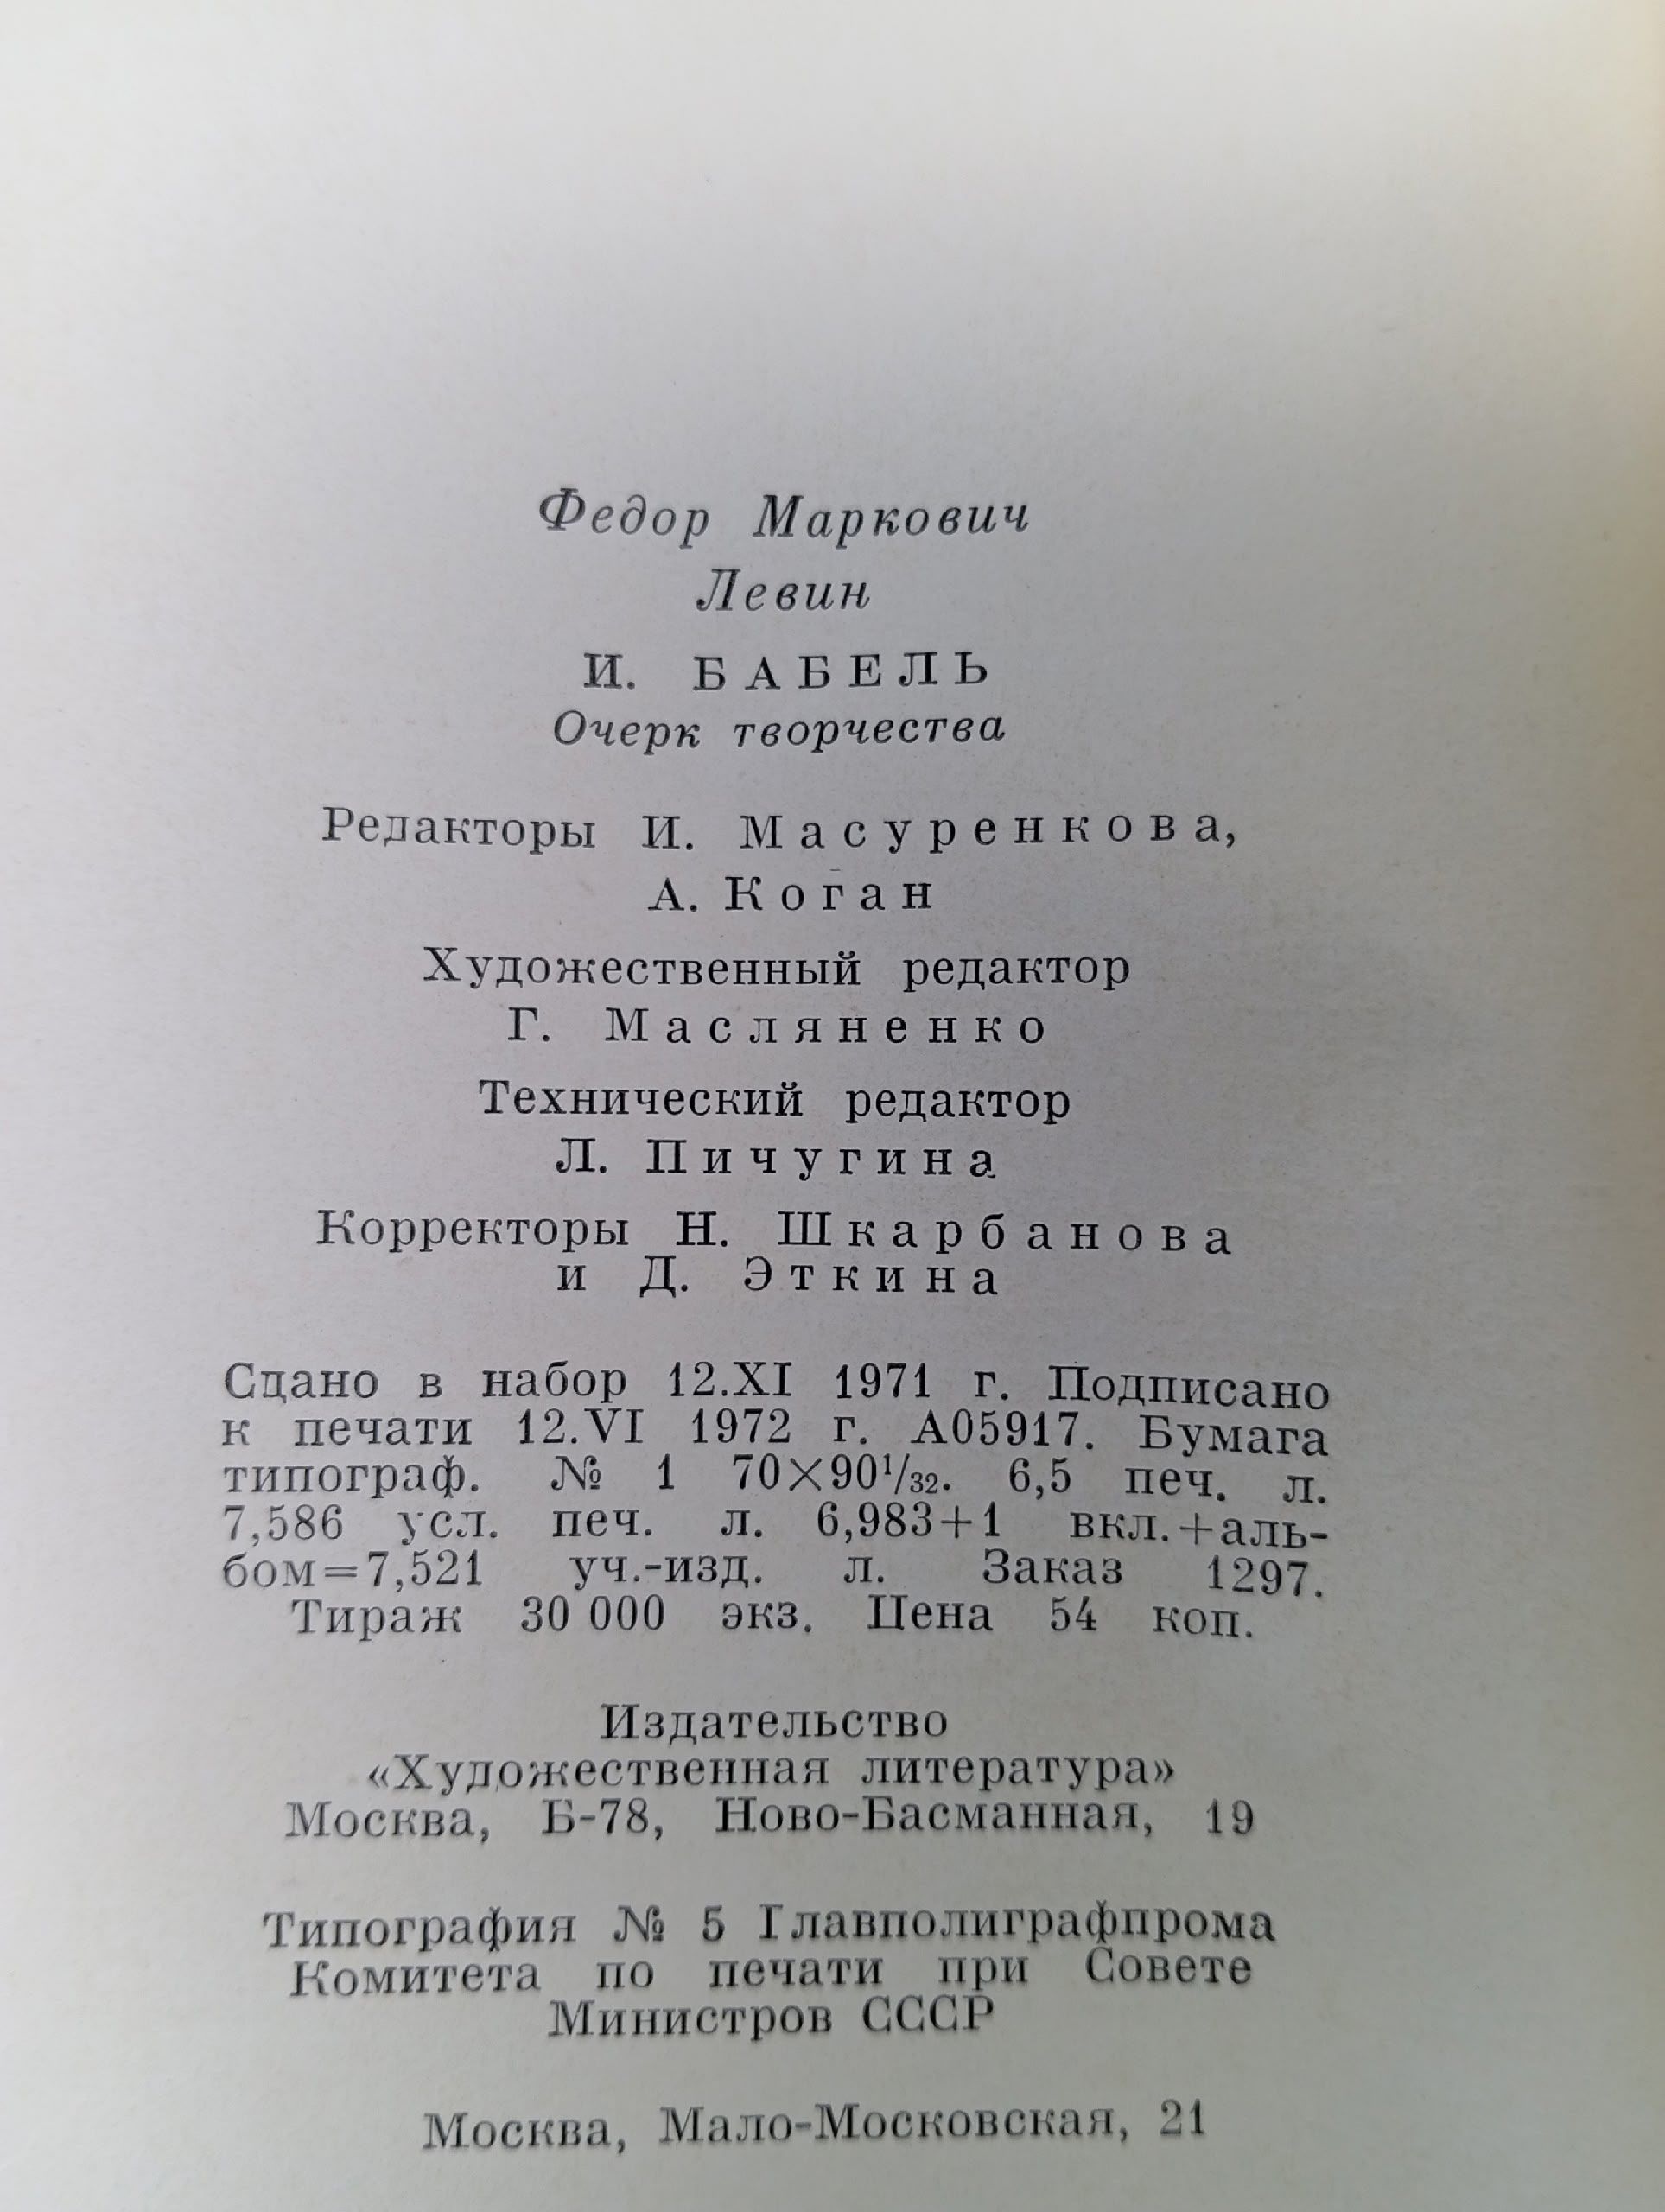 Федор Маркович
Левин
И. БАБЕЛЬ
Очерк творчества
Редакторы И. Масуренкова,
А. Коган
Художественный редактор
Г. Масляненко
Технический редактор
Л. Пичугина
Корректоры Н. Шкарбанова
и Д. Эткина
Сдано в набор 12.XI 1971 г. Подписано
к печати 12.VI 1972 г. А05917. Бумага
типограф. № 1 70×90¹/₃₂. 6,5 печ. л.
7,586 усл. печ. л. 6,983+1 вкл.+аль-
бом=7,521 уч.-изд. л. Заказ 1297.
Тираж 30 000 экз. Цена 54 коп.
Издательство
«Художественная литература»
Москва, Б-78, Ново-Басманная, 19
Типография № 5 Главполиграфпрома
Комитета по печати при Совете
Министров СССР
Москва, Мало-Московская, 21